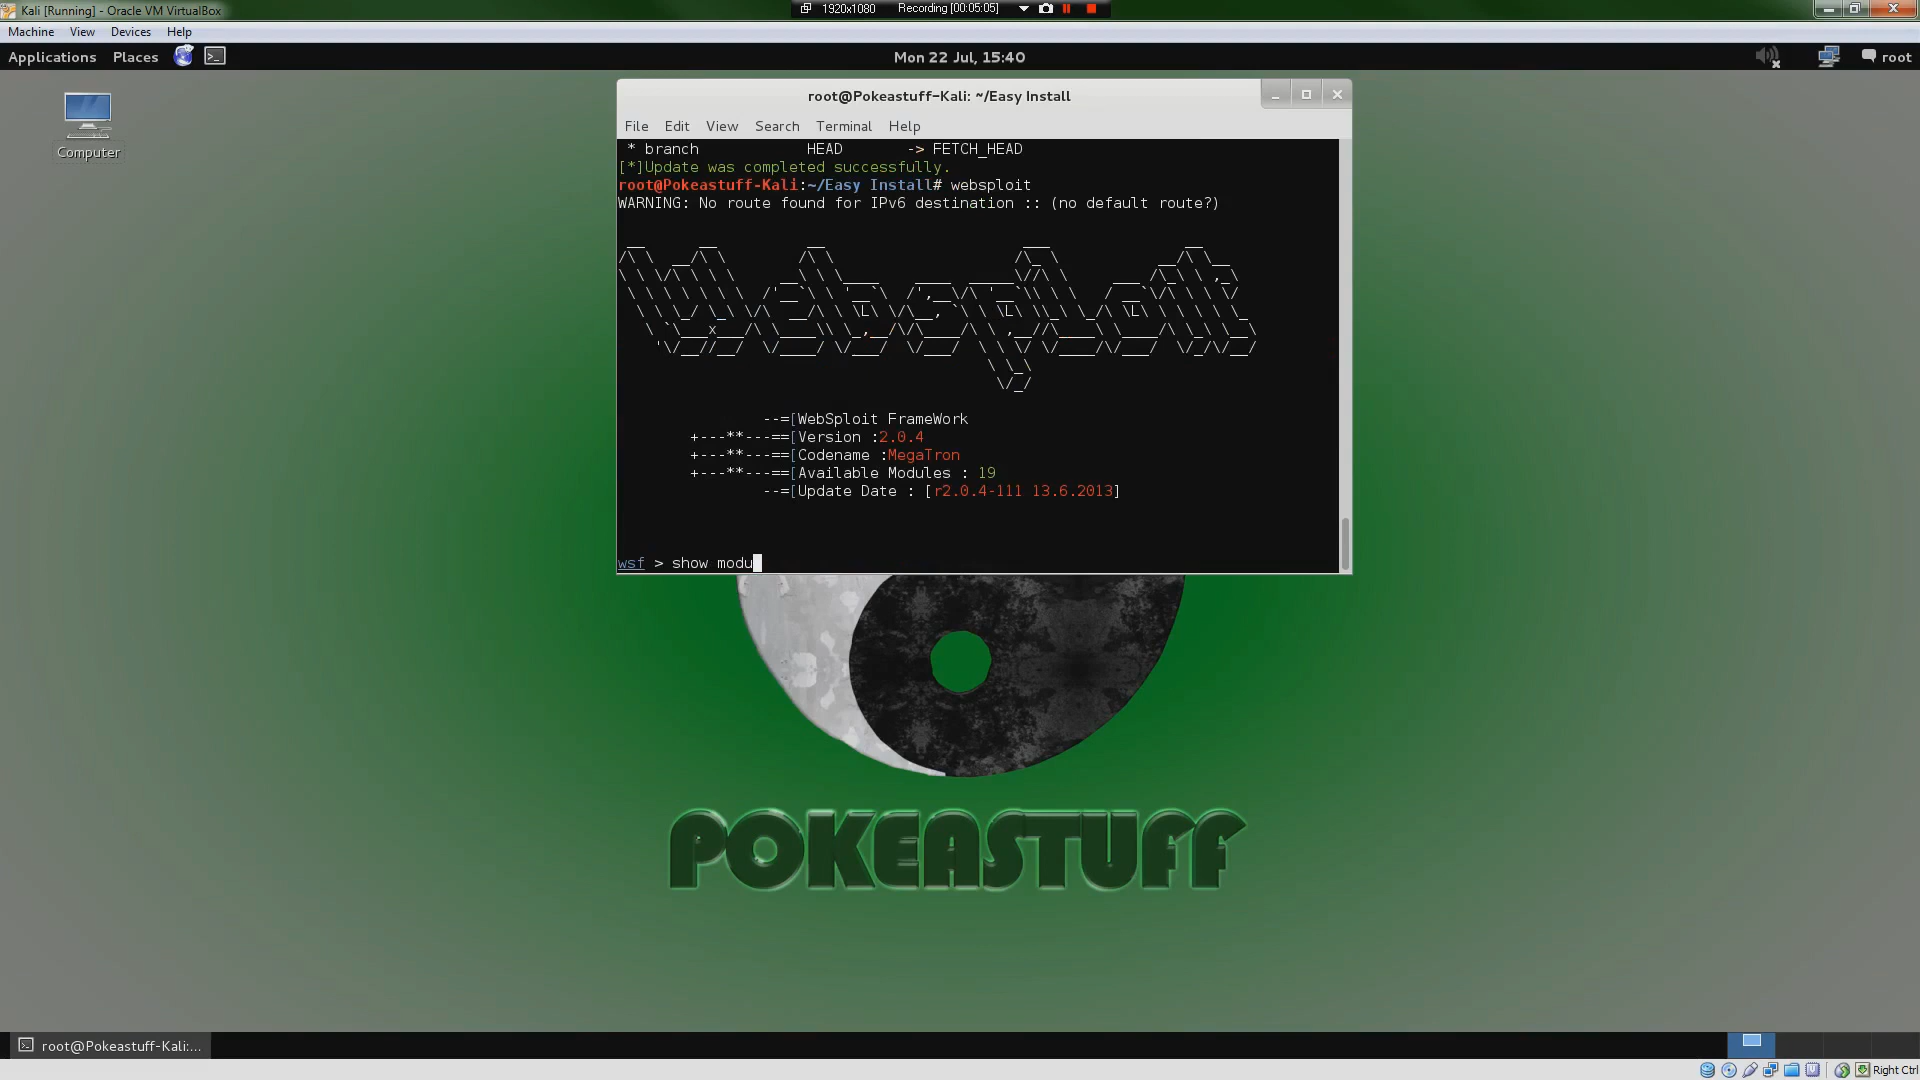 Kali [Running] - Oracle VM VirtualBox
1920x1080 Recording [00:05:05]
Machine View Devices Help
Applications Places Mon 22 Jul, 15:40 root
Computer
root@Pokeastuff-Kali: ~/Easy Install
File Edit View Search Terminal Help
* branch HEAD -> FETCH_HEAD
[*]Update was completed successfully.
root@Pokeastuff-Kali:~/Easy Install# websploit
WARNING: No route found for IPv6 destination :: (no default route?)
Websploit
--=[WebSploit FrameWork
+---**---==[Version :2.0.4
+---**---==[Codename :MegaTron
+---**---==[Available Modules : 19
--=[Update Date : [r2.0.4-111 13.6.2013]
wsf > show modu
POKEASTUFF
root@Pokeastuff-Kali:...
Right Ctrl